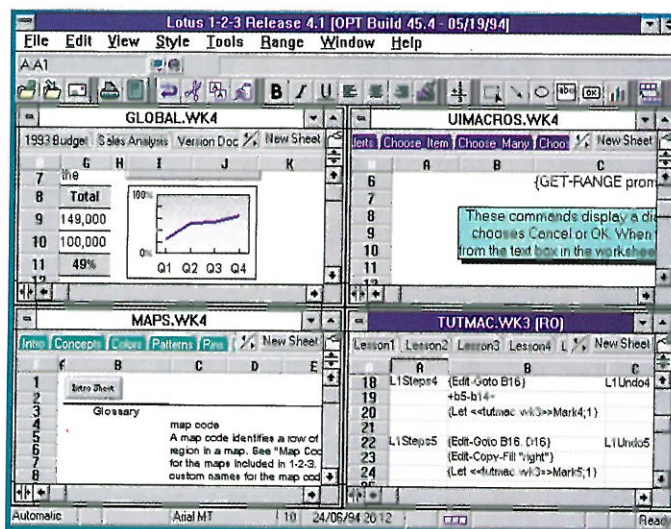 Lotus 1-2-3 Release 4.1 [OPT Build 45.4 - 05/19/94]
File Edit View Style Tools Range Window Help
A:A1
B I U abc OK
GLOBAL.WK4
1993 Budget Sales Analysis Version Doc New Sheet
G H I J K
7 the
8 Total
9 149,000
10 100,000
11 49%
100%
0%
Q1 Q2 Q3 Q4
UIMACROS.WK4
lerts Choose_Item Choose_Many Choos New Sheet
A B C
6 {GET-RANGE prom
7
8 These commands display a dia
9 chooses Cancel or OK. When
10 from the text box in the workshee
11
MAPS.WK4
Intro Concepts Colors Patterns Pins New Sheet
B C D E
1
2 Intro Sheet
3 Glossary
4 map code
5 A map code identifies a row of
6 region in a map. See "Map Coc
7 for the maps included in 1-2-3.
8 custom names for the map cod
TUTMAC.WK3 [RO]
Lesson1 Lesson2 Lesson3 Lesson4 L New Sheet
A B C
18 L1Steps4 {Edit-Goto B16} L1Undo4
19 +b5-b14~
20 {Let <<tutmac.wk3>>Mark4;1}
21
22 L1Steps5 {Edit-Goto B16..D16} L1Undo5
23 {Edit-Copy-Fill "right"}
24 {Let <<tutmac.wk3>>Mark5;1}
25
Automatic Arial MT 10 24/06/94 20:12 Ready